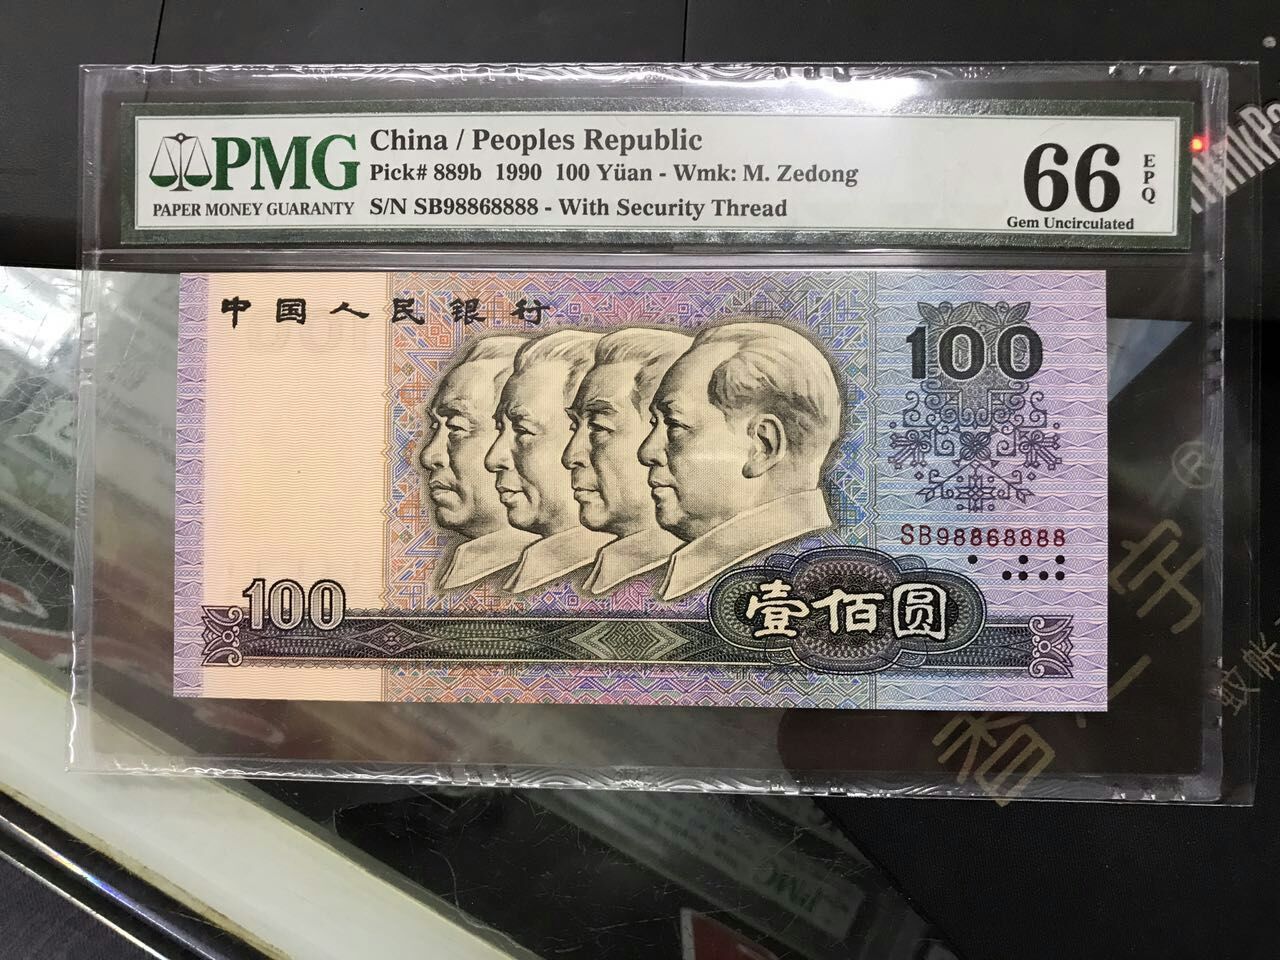 PMG
PAPER MONEY GUARANTY
China / Peoples Republic
Pick# 889b 1990 100 Yüan - Wmk: M. Zedong
S/N SB98868888 - With Security Thread
66
EPQ
Gem Uncirculated
中国人民银行
100
SB98868888
100
壹佰圆
®
PMG